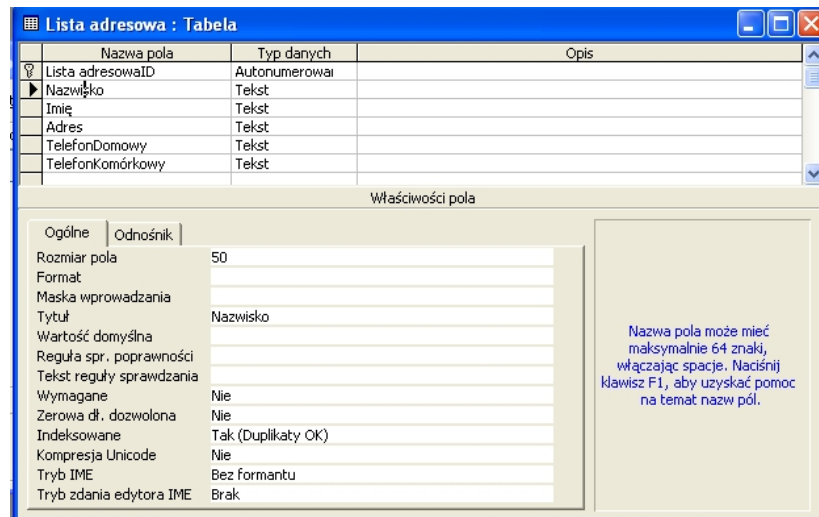 Lista adresowa : Tabela
Nazwa pola Typ danych Opis
Lista adresowaID Autonumerowai
Nazwisko Tekst
Imię Tekst
Adres Tekst
TelefonDomowy Tekst
TelefonKomórkowy Tekst
Właściwości pola
Ogólne Odnośnik
Rozmiar pola 50
Format
Maska wprowadzania
Tytuł Nazwisko
Wartość domyślna
Reguła spr. poprawności
Tekst reguły sprawdzania
Wymagane Nie
Zerowa dł. dozwolona Nie
Indeksowane Tak (Duplikaty OK)
Kompresja Unicode Nie
Tryb IME Bez formantu
Tryb zdania edytora IME Brak
Nazwa pola może mieć
maksymalnie 64 znaki,
włączając spacje. Naciśnij
klawisz F1, aby uzyskać pomoc
na temat nazw pól.